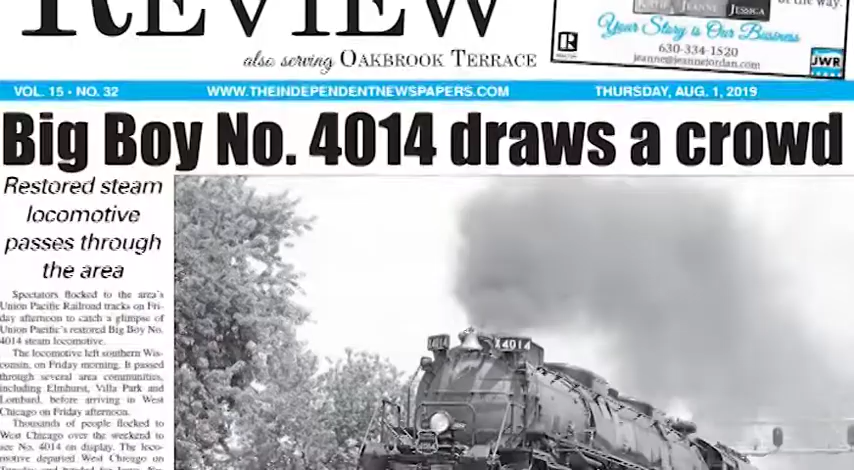 REVIEW
also serving OAKBROOK TERRACE
JESSICA
of the way.
Your Story is Our Business
630-334-1520
jeanne@jeannejordan.com
JWR
VOL. 15 • NO. 32 WWW.THEINDEPENDENTNEWSPAPERS.COM THURSDAY, AUG. 1, 2019
Big Boy No. 4014 draws a crowd
Restored steam
locomotive
passes through
the area
Spectators flocked to the area's
Union Pacific Railroad tracks on Fri-
day afternoon to catch a glimpse of
Union Pacific's restored Big Boy No.
4014 steam locomotive.
The locomotive left southern Wis-
consin, on Friday morning. It passed
through several area communities,
including Elmhurst, Villa Park and
Lombard, before arriving in West
Chicago on Friday afternoon.
Thousands of people flocked to
West Chicago over the weekend to
see No. 4014 on display. The loco-
motive departed West Chicago on
4014
X4014